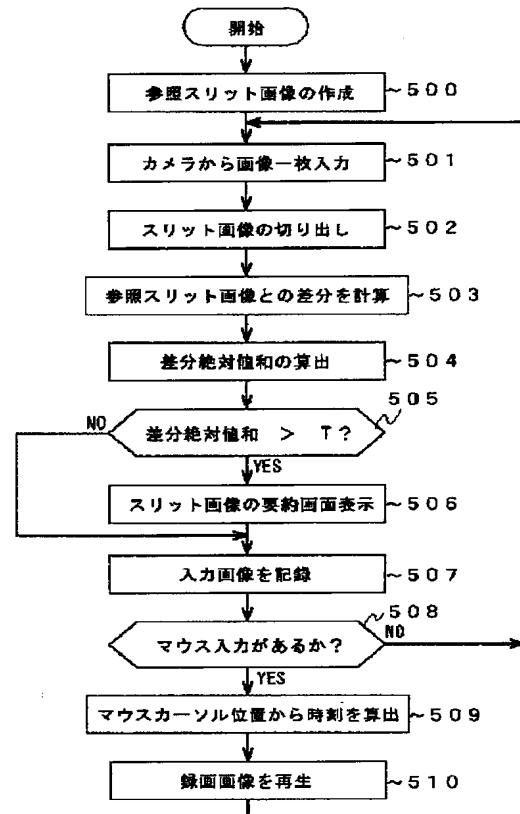 開始
参照スリット画像の作成 ~500
カメラから画像一枚入力 ~501
スリット画像の切り出し ~502
参照スリット画像との差分を計算 ~503
差分絶対値和の算出 ~504
505
NO
差分絶対値和 > T?
YES
スリット画像の要約画面表示 ~506
入力画像を記録 ~507
508
マウス入力があるか?
NO
YES
マウスカーソル位置から時刻を算出 ~509
録画画像を再生 ~510